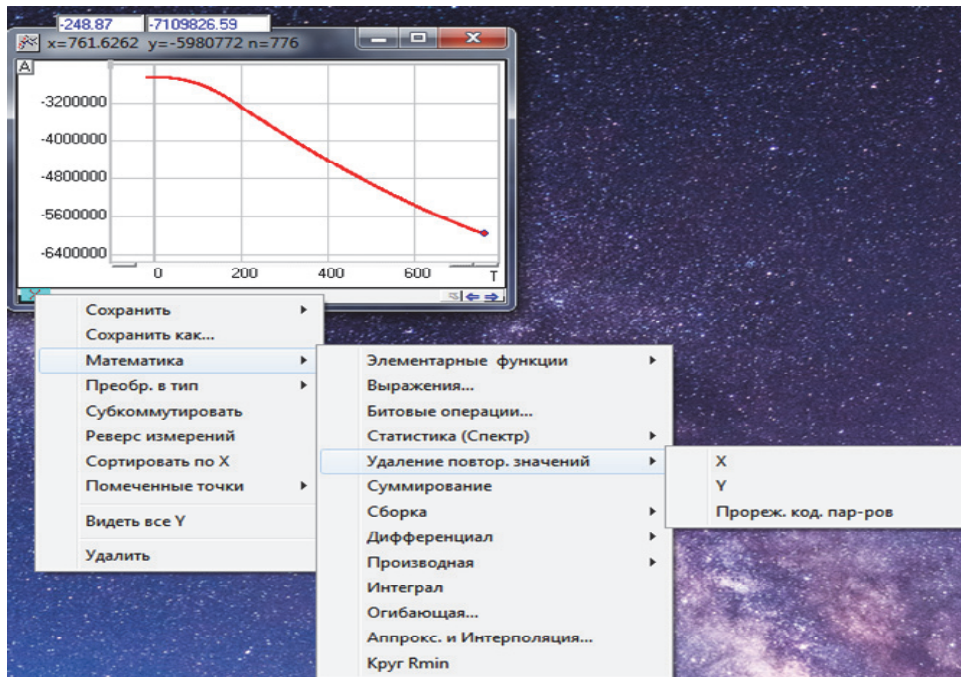 -248.87 -7109826.59
x=761.6262 y=-5980772 n=776
A
-3200000
-4000000
-4800000
-5600000
-6400000
0 200 400 600 T
X
Сохранить
Сохранить как...
Математика
Преобр. в тип
Субкоммутировать
Реверс измерений
Сортировать по X
Помеченные точки
Видеть все Y
Удалить
Элементарные функции
Выражения...
Битовые операции...
Статистика (Спектр)
Удаление повтор. значений
Суммирование
Сборка
Дифференциал
Производная
Интеграл
Огибающая...
Аппрокс. и Интерполяция...
Круг Rmin
X
Y
Прореж. код. пар-ров